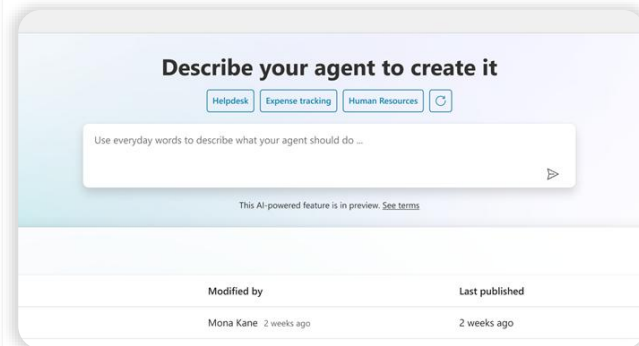 Describe your agent to create it
Helpdesk Expense tracking Human Resources
Use everyday words to describe what your agent should do ...
This AI-powered feature is in preview. See terms
Modified by Last published
Mona Kane 2 weeks ago 2 weeks ago